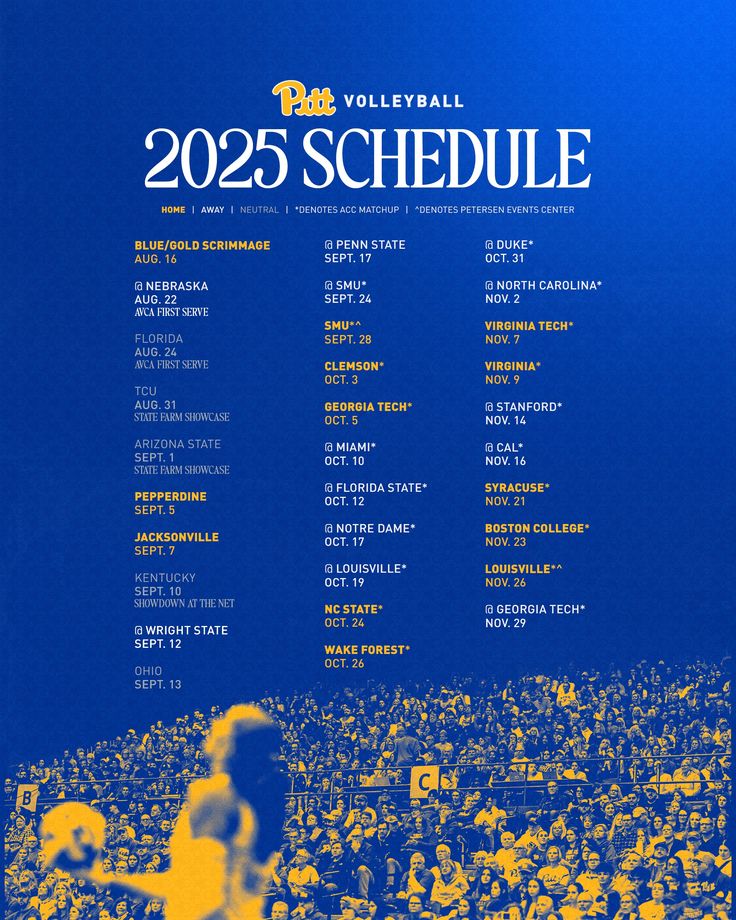 Pitt VOLLEYBALL
2025 SCHEDULE
HOME | AWAY | NEUTRAL | *DENOTES ACC MATCHUP | ^DENOTES PETERSEN EVENTS CENTER
BLUE/GOLD SCRIMMAGE
AUG. 16
@ NEBRASKA
AUG. 22
AVCA FIRST SERVE
FLORIDA
AUG. 24
AVCA FIRST SERVE
TCU
AUG. 31
STATE FARM SHOWCASE
ARIZONA STATE
SEPT. 1
STATE FARM SHOWCASE
PEPPERDINE
SEPT. 5
JACKSONVILLE
SEPT. 7
KENTUCKY
SEPT. 10
SHOWDOWN AT THE NET
@ WRIGHT STATE
SEPT. 12
OHIO
SEPT. 13
@ PENN STATE
SEPT. 17
@ SMU*
SEPT. 24
SMU*^
SEPT. 28
CLEMSON*
OCT. 3
GEORGIA TECH*
OCT. 5
@ MIAMI*
OCT. 10
@ FLORIDA STATE*
OCT. 12
@ NOTRE DAME*
OCT. 17
@ LOUISVILLE*
OCT. 19
NC STATE*
OCT. 24
WAKE FOREST*
OCT. 26
@ DUKE*
OCT. 31
@ NORTH CAROLINA*
NOV. 2
VIRGINIA TECH*
NOV. 7
VIRGINIA*
NOV. 9
@ STANFORD*
NOV. 14
@ CAL*
NOV. 16
SYRACUSE*
NOV. 21
BOSTON COLLEGE*
NOV. 23
LOUISVILLE*^
NOV. 26
@ GEORGIA TECH*
NOV. 29
B
C